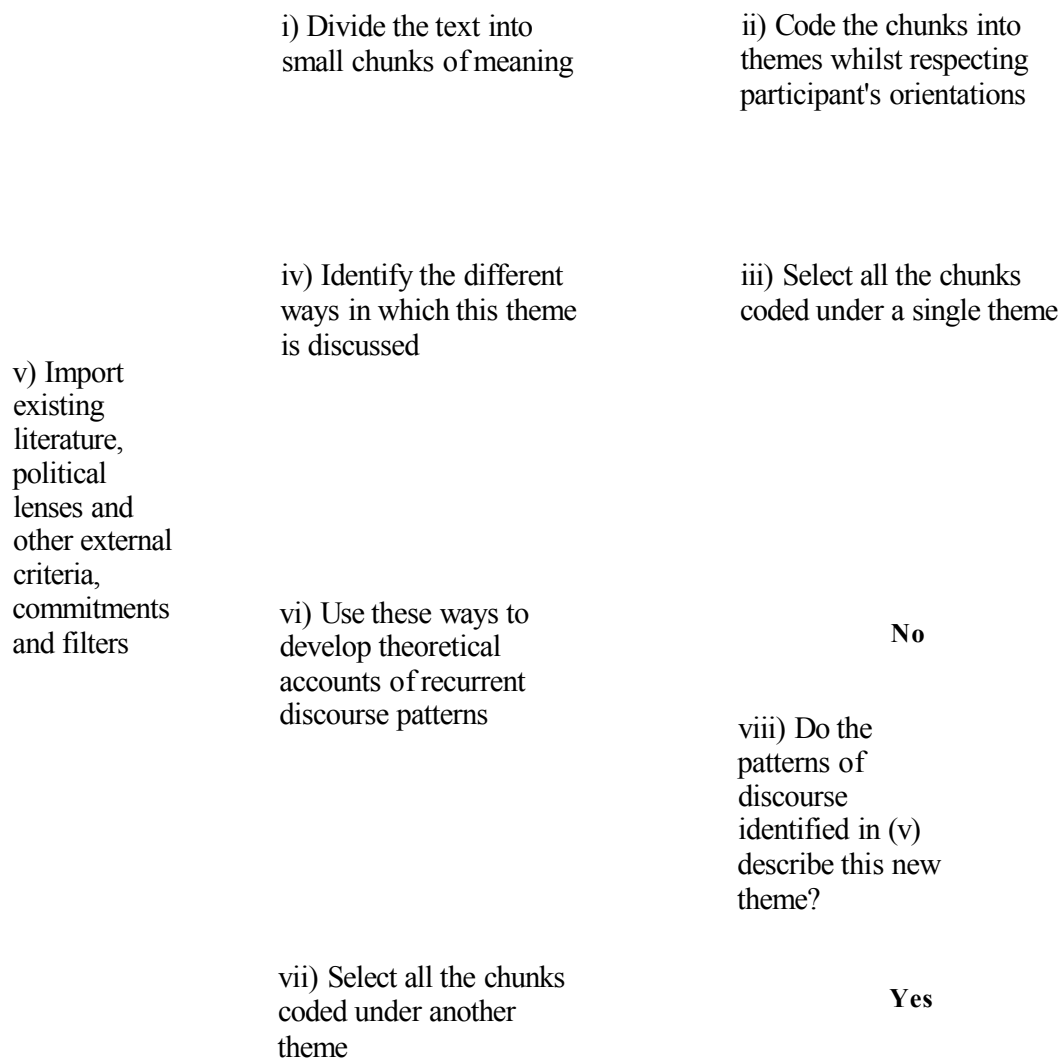 i) Divide the text into
small chunks of meaning
ii) Code the chunks into
themes whilst respecting
participant's orientations
iv) Identify the different
ways in which this theme
is discussed
iii) Select all the chunks
coded under a single theme
v) Import
existing
literature,
political
lenses and
other external
criteria,
commitments
and filters
vi) Use these ways to
develop theoretical
accounts of recurrent
discourse patterns
No
viii) Do the
patterns of
discourse
identified in (v)
describe this new
theme?
vii) Select all the chunks
coded under another
theme
Yes